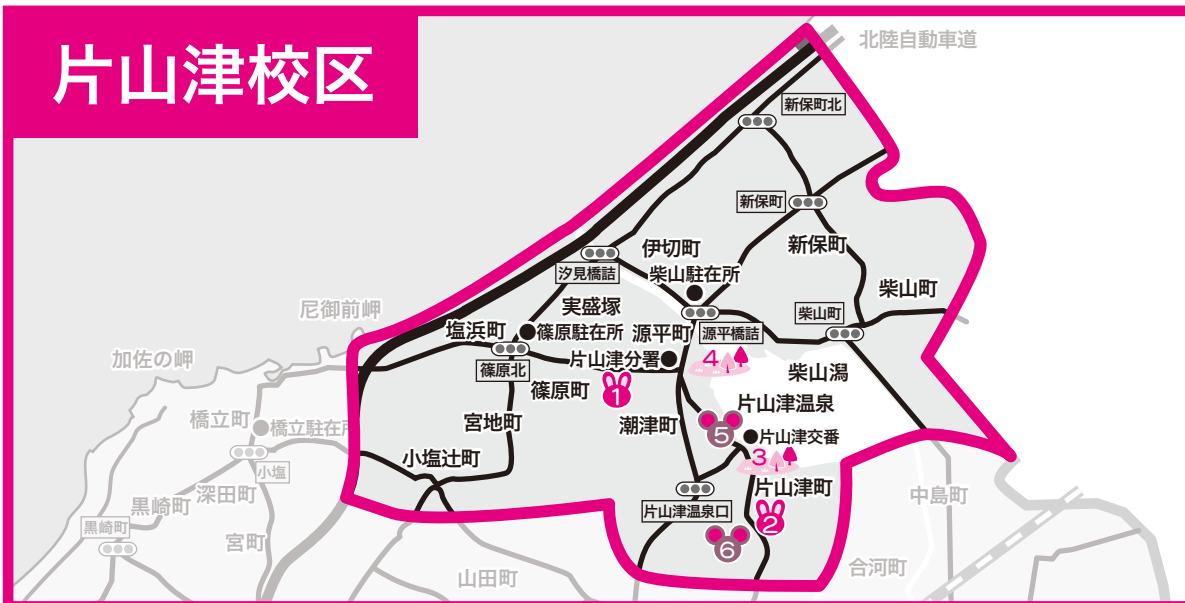 片山津校区
北陸自動車道
新保町北
新保町
伊切町
新保町
汐見橋詰
柴山駐在所
柴山町
実盛塚
尼御前岬
塩浜町
篠原駐在所
源平町
源平橋詰
柴山町
加佐の岬
篠原北
片山津分署
4
柴山潟
篠原町
1
片山津温泉
橋立町
橋立駐在所
宮地町
潮津町
5
片山津交番
小塩辻町
3
小塩
深田町
黒崎町
片山津町
中島町
片山津温泉口
2
黒崎町
宮町
6
山田町
合河町